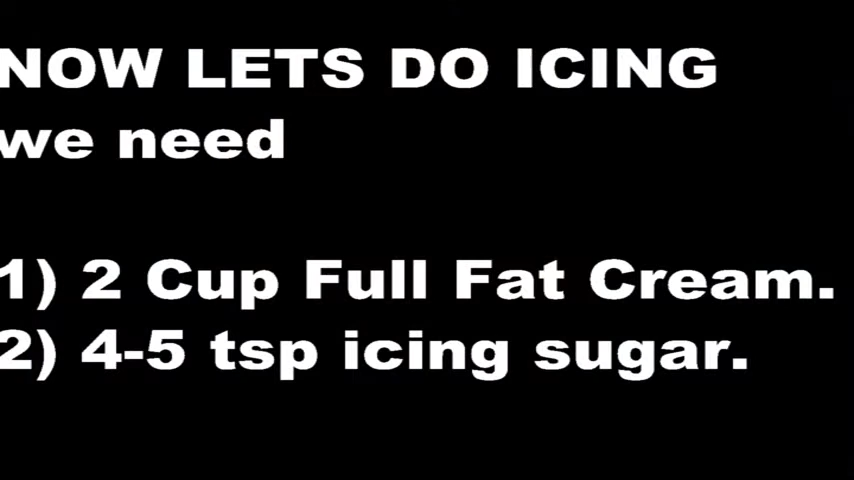 NOW LETS DO ICING
we need
1) 2 Cup Full Fat Cream.
2) 4-5 tsp icing sugar.